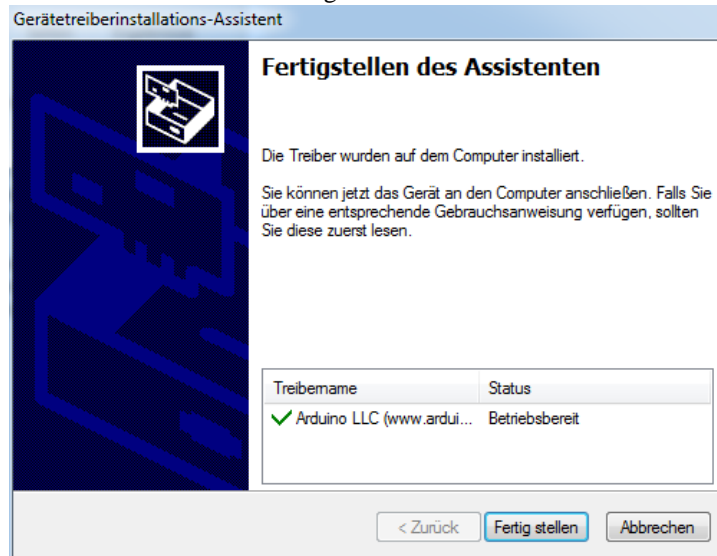 Gerätetreiberinstallations-Assistent
Fertigstellen des Assistenten
Die Treiber wurden auf dem Computer installiert.
Sie können jetzt das Gerät an den Computer anschließen. Falls Sie
über eine entsprechende Gebrauchsanweisung verfügen, sollten
Sie diese zuerst lesen.
Treibername Status
Arduino LLC (www.ardui... Betriebsbereit
< Zurück Fertig stellen Abbrechen